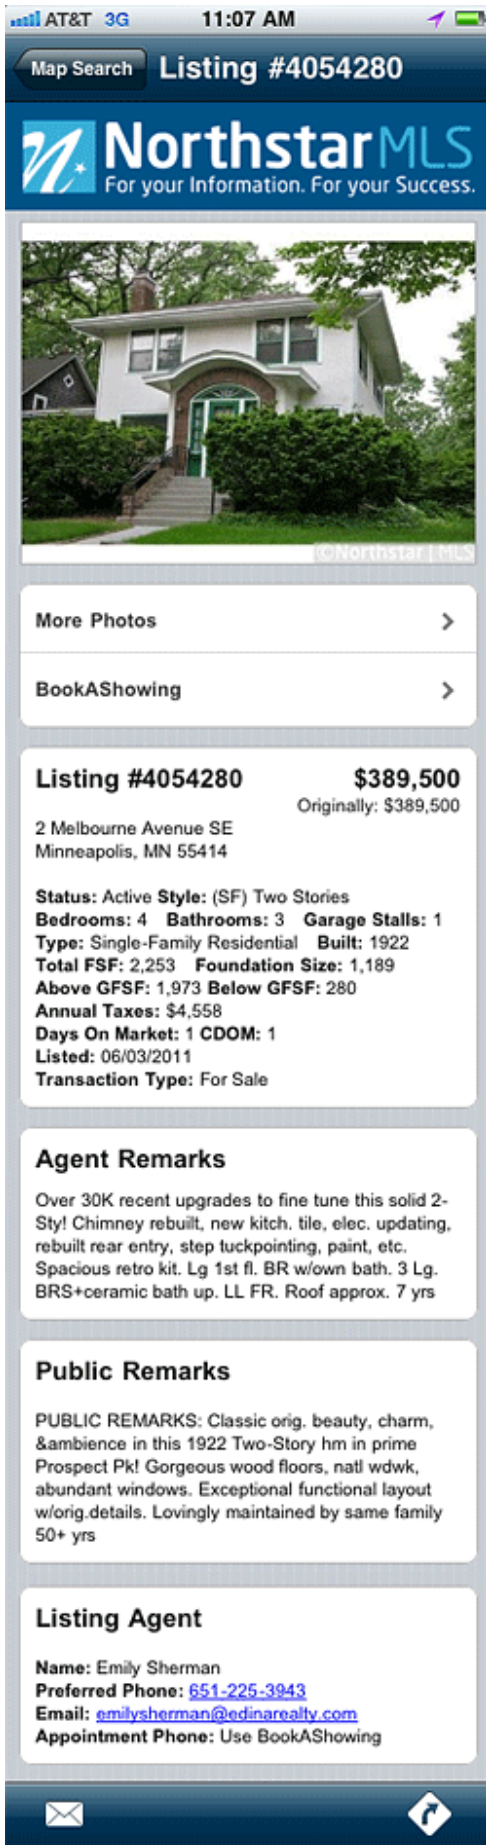 AT&T 3G 11:07 AM
Map Search Listing #4054280
Northstar MLS
For your Information. For your Success.
©Northstar | MLS
More Photos
BookAShowing
Listing #4054280 $389,500
Originally: $389,500
2 Melbourne Avenue SE
Minneapolis, MN 55414
Status: Active Style: (SF) Two Stories
Bedrooms: 4 Bathrooms: 3 Garage Stalls: 1
Type: Single-Family Residential Built: 1922
Total FSF: 2,253 Foundation Size: 1,189
Above GFSF: 1,973 Below GFSF: 280
Annual Taxes: $4,558
Days On Market: 1 CDOM: 1
Listed: 06/03/2011
Transaction Type: For Sale
Agent Remarks
Over 30K recent upgrades to fine tune this solid 2-
Sty! Chimney rebuilt, new kitch. tile, elec. updating,
rebuilt rear entry, step tuckpointing, paint, etc.
Spacious retro kit. Lg 1st fl. BR w/own bath. 3 Lg.
BRS+ceramic bath up. LL FR. Roof approx. 7 yrs
Public Remarks
PUBLIC REMARKS: Classic orig. beauty, charm,
&ambience in this 1922 Two-Story hm in prime
Prospect Pk! Gorgeous wood floors, natl wdwk,
abundant windows. Exceptional functional layout
w/orig.details. Lovingly maintained by same family
50+ yrs
Listing Agent
Name: Emily Sherman
Preferred Phone: 651-225-3943
Email: emilysherman@edinarealty.com
Appointment Phone: Use BookAShowing